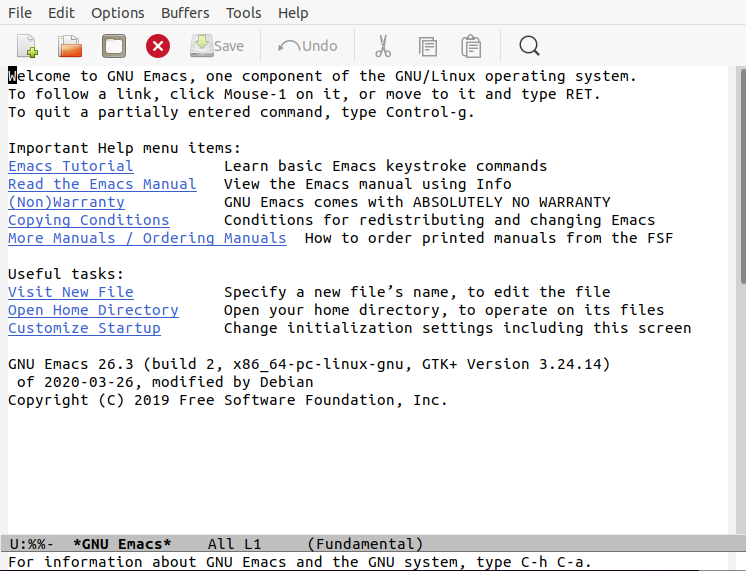 File Edit Options Buffers Tools Help
Save Undo
Welcome to GNU Emacs, one component of the GNU/Linux operating system.
To follow a link, click Mouse-1 on it, or move to it and type RET.
To quit a partially entered command, type Control-g.
Important Help menu items:
Emacs Tutorial Learn basic Emacs keystroke commands
Read the Emacs Manual View the Emacs manual using Info
(Non)Warranty GNU Emacs comes with ABSOLUTELY NO WARRANTY
Copying Conditions Conditions for redistributing and changing Emacs
More Manuals / Ordering Manuals How to order printed manuals from the FSF
Useful tasks:
Visit New File Specify a new file’s name, to edit the file
Open Home Directory Open your home directory, to operate on its files
Customize Startup Change initialization settings including this screen
GNU Emacs 26.3 (build 2, x86_64-pc-linux-gnu, GTK+ Version 3.24.14)
of 2020-03-26, modified by Debian
Copyright (C) 2019 Free Software Foundation, Inc.
U:%%- *GNU Emacs* All L1 (Fundamental)
For information about GNU Emacs and the GNU system, type C-h C-a.